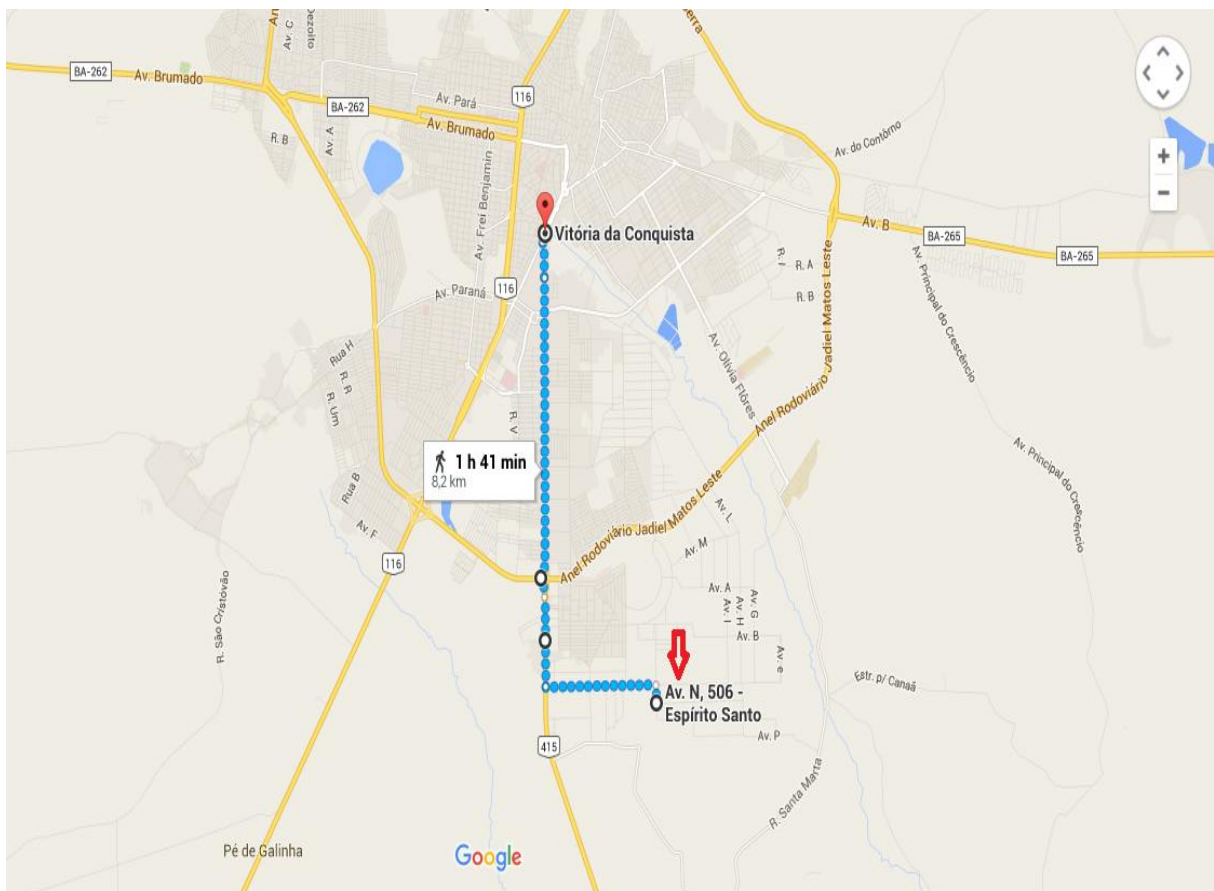 Av. C
Dezoito
BA-262
Av. Brumado
Av. Pará
116
BA-262
Av. Brumado
R. B
Av. A
Av. Frei Benjamin
Av. do Contôrno
Vitória da Conquista
Av. B
BA-265
BA-265
R. I
R. A
R. B
Av. Principal do Crescêncio
Av. Paraná
116
Anel Rodoviário Jadiel Matos Leste
Rua H
R. R
R. Um
R. V
Av. Olívia Flôres
1 h 41 min
8,2 km
Rua B
Av. F
Av. Principal do Crescêncio
Av. L
Av. M
Anel Rodoviário Jadiel Matos Leste
116
Av. A
Av. G
Av. H
Av. I
Av. B
Av. e
R. São Cristóvão
Av. N, 506 -
Espírito Santo
Estr. p/ Canaã
Av. P
415
R. Santa Marta
Pé de Galinha
Google
+
−